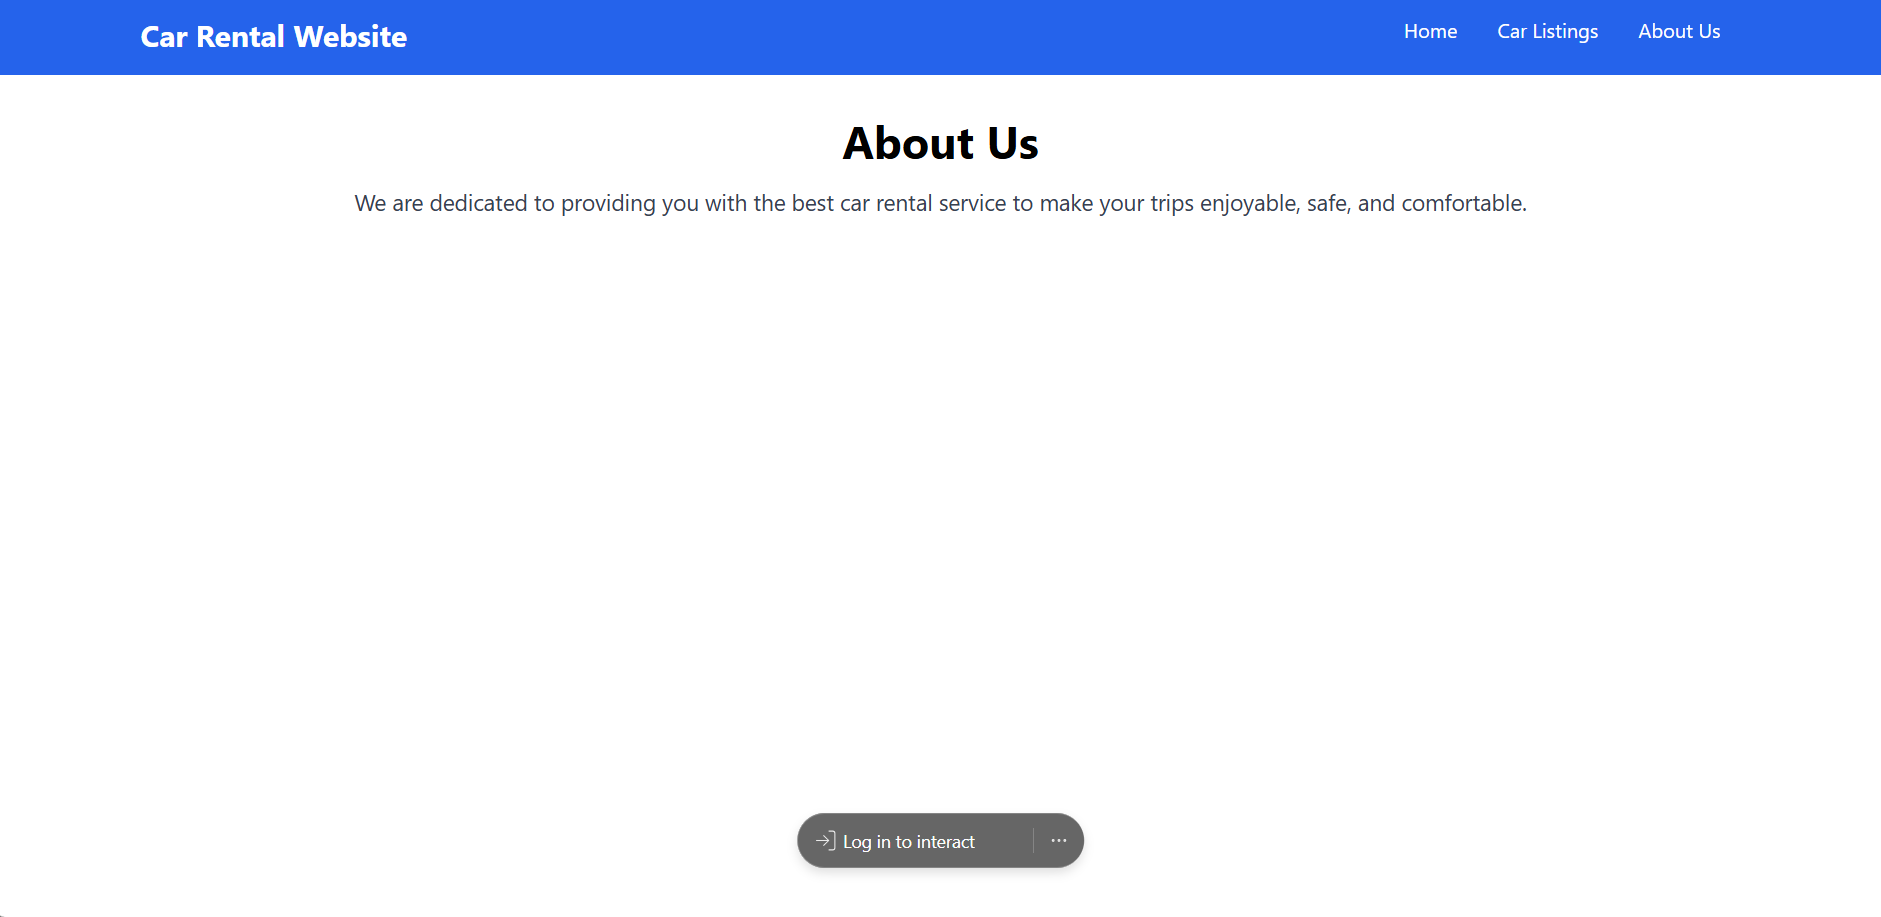 Car Rental Website
Home
Car Listings
About Us
About Us
We are dedicated to providing you with the best car rental service to make your trips enjoyable, safe, and comfortable.
Log in to interact